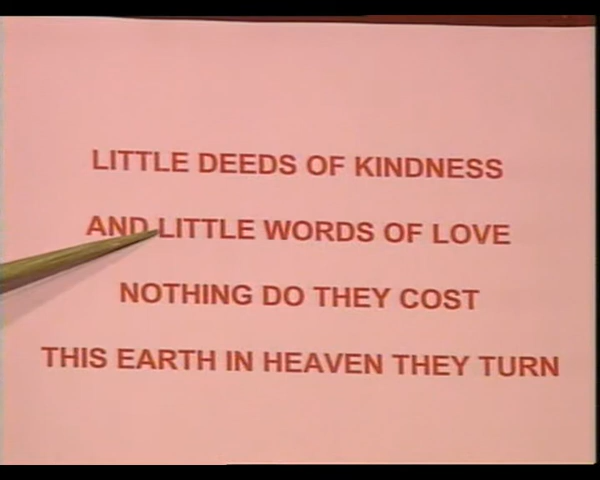 LITTLE DEEDS OF KINDNESS
AND LITTLE WORDS OF LOVE
NOTHING DO THEY COST
THIS EARTH IN HEAVEN THEY TURN